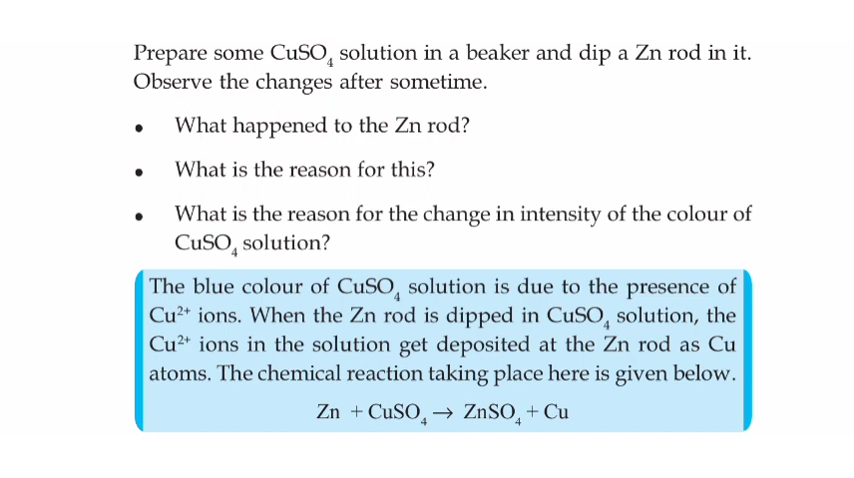 Prepare some CuSO₄ solution in a beaker and dip a Zn rod in it.
Observe the changes after sometime.
• What happened to the Zn rod?
• What is the reason for this?
• What is the reason for the change in intensity of the colour of
CuSO₄ solution?
The blue colour of CuSO₄ solution is due to the presence of
Cu²⁺ ions. When the Zn rod is dipped in CuSO₄ solution, the
Cu²⁺ ions in the solution get deposited at the Zn rod as Cu
atoms. The chemical reaction taking place here is given below.
Zn + CuSO₄ → ZnSO₄ + Cu